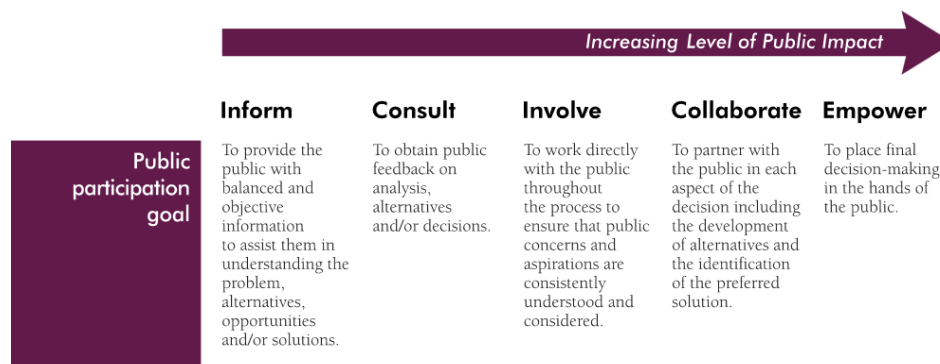 Increasing Level of Public Impact
Inform
Consult
Involve
Collaborate
Empower
Public
participation
goal
To provide the
public with
balanced and
objective
information
to assist them in
understanding the
problem,
alternatives,
opportunities
and/or solutions.
To obtain public
feedback on
analysis,
alternatives
and/or decisions.
To work directly
with the public
throughout
the process to
ensure that public
concerns and
aspirations are
consistently
understood and
considered.
To partner with
the public in each
aspect of the
decision including
the development
of alternatives and
the identification
of the preferred
solution.
To place final
decision-making
in the hands of
the public.